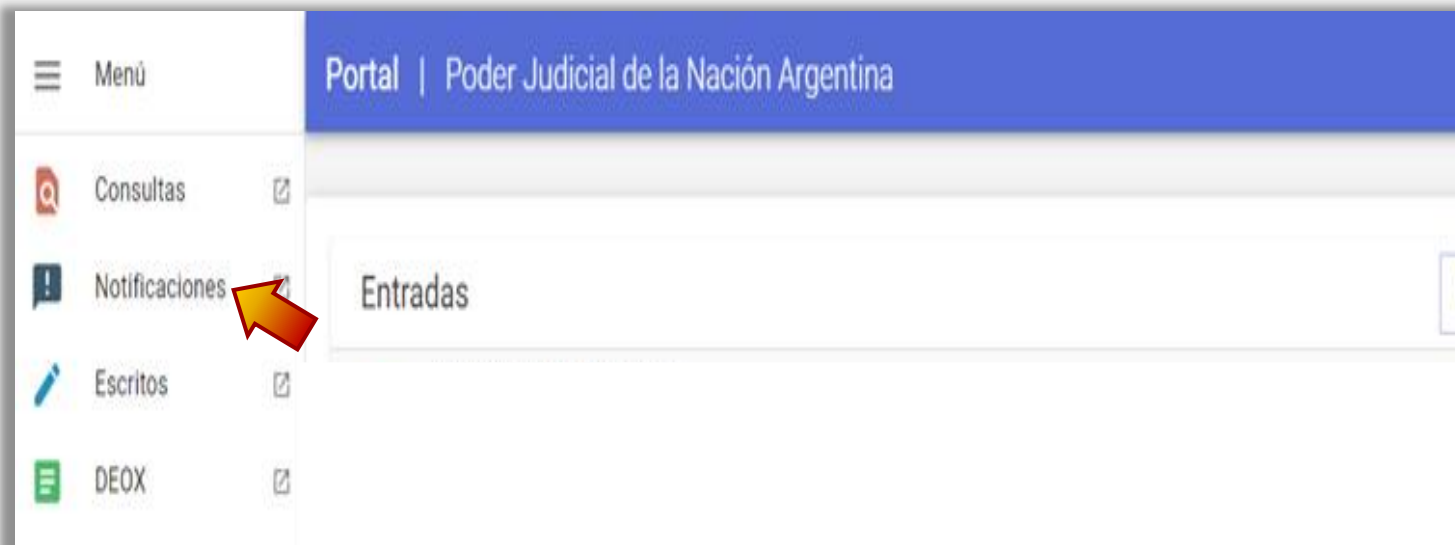 Menú
Portal | Poder Judicial de la Nación Argentina
Consultas
Notificaciones
Entradas
Escritos
DEOX